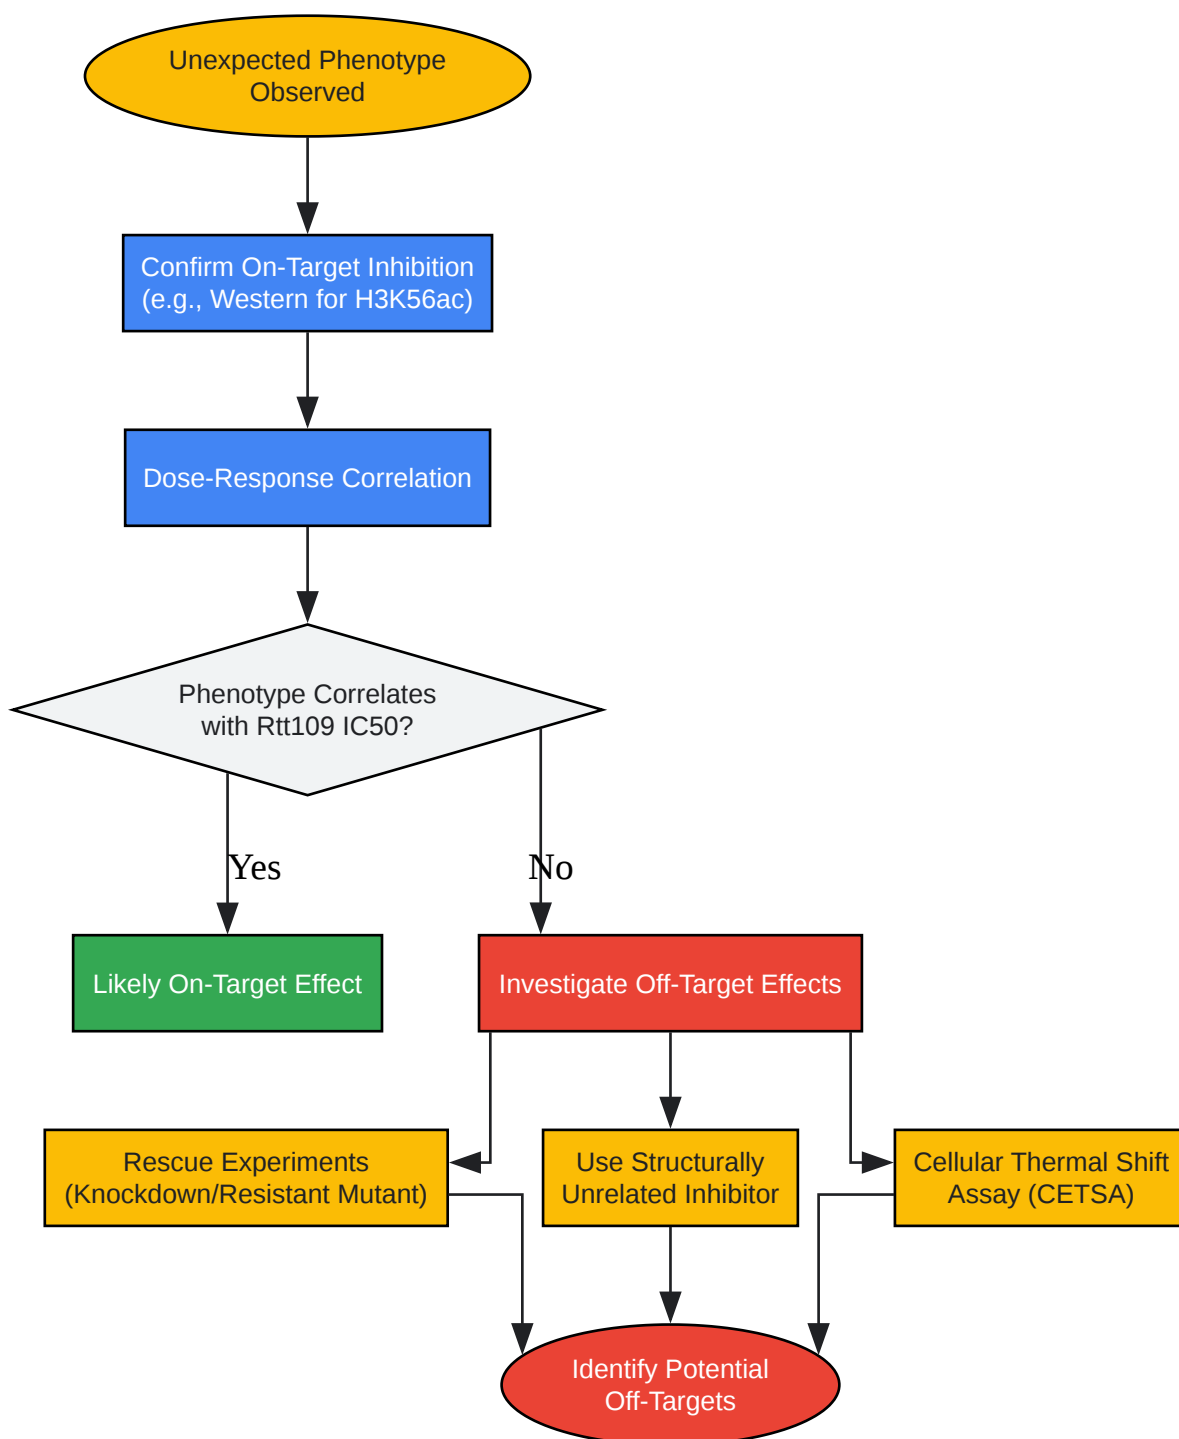 Unexpected Phenotype
Observed
Confirm On-Target Inhibition
(e.g., Western for H3K56ac)
Dose-Response Correlation
Phenotype Correlates
with Rtt109 IC50?
Yes
No
Likely On-Target Effect
Investigate Off-Target Effects
Rescue Experiments
(Knockdown/Resistant Mutant)
Use Structurally
Unrelated Inhibitor
Cellular Thermal Shift
Assay (CETSA)
Identify Potential
Off-Targets